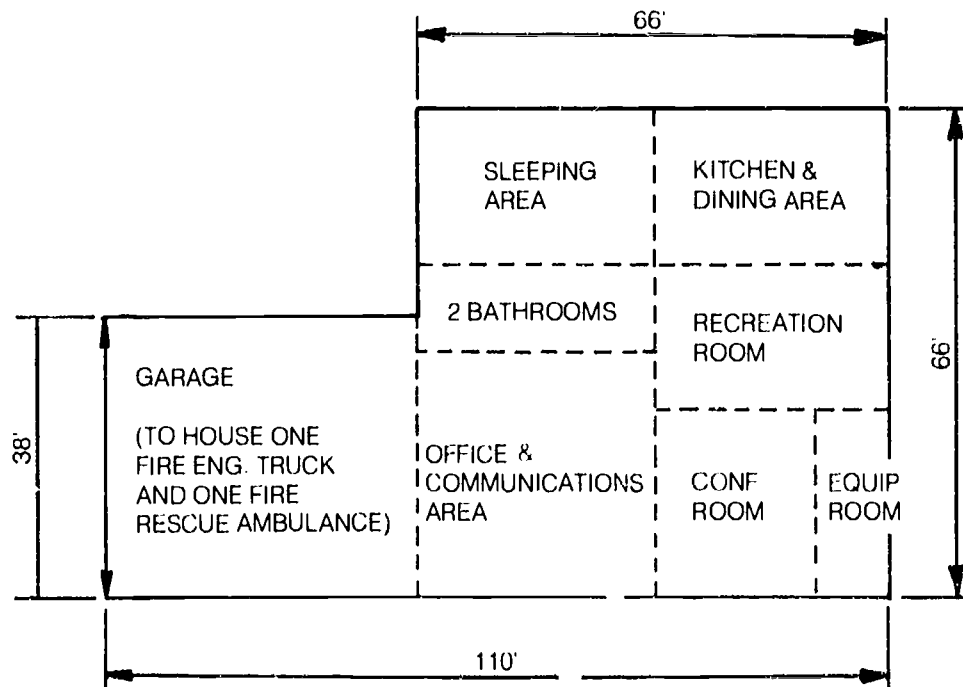 66'
SLEEPING
AREA
KITCHEN &
DINING AREA
2 BATHROOMS
RECREATION
ROOM
66'
38'
GARAGE
(TO HOUSE ONE
FIRE ENG. TRUCK
AND ONE FIRE
RESCUE AMBULANCE)
OFFICE &
COMMUNICATIONS
AREA
CONF
ROOM
EQUIP
ROOM
110'